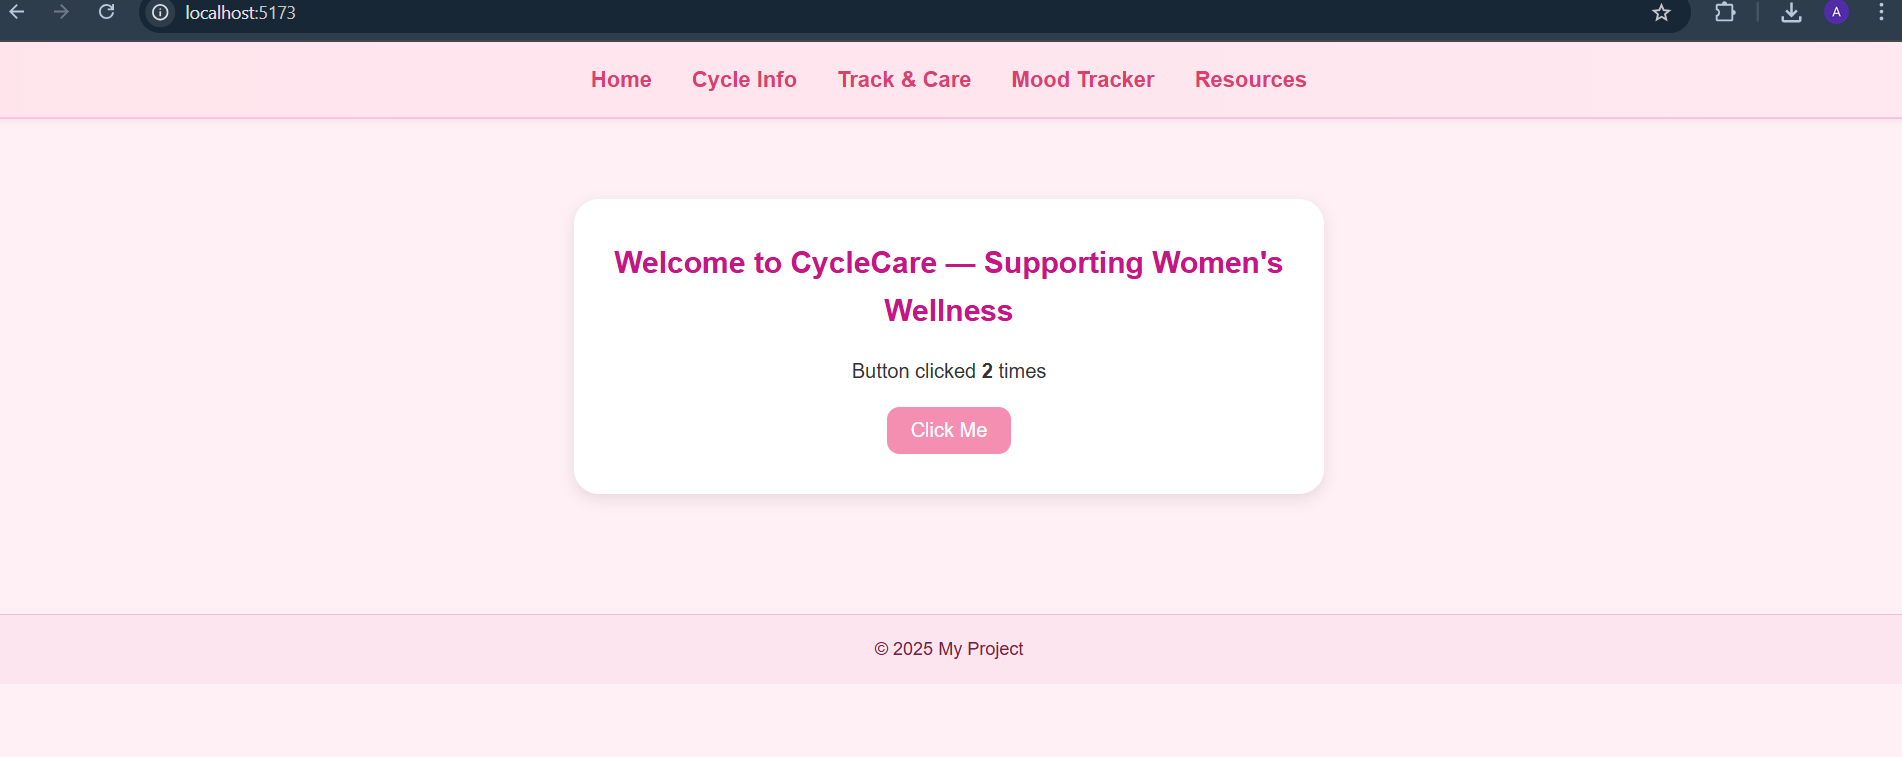 localhost:5173
A
Home Cycle Info Track & Care Mood Tracker Resources
Welcome to CycleCare — Supporting Women's
Wellness
Button clicked 2 times
Click Me
© 2025 My Project